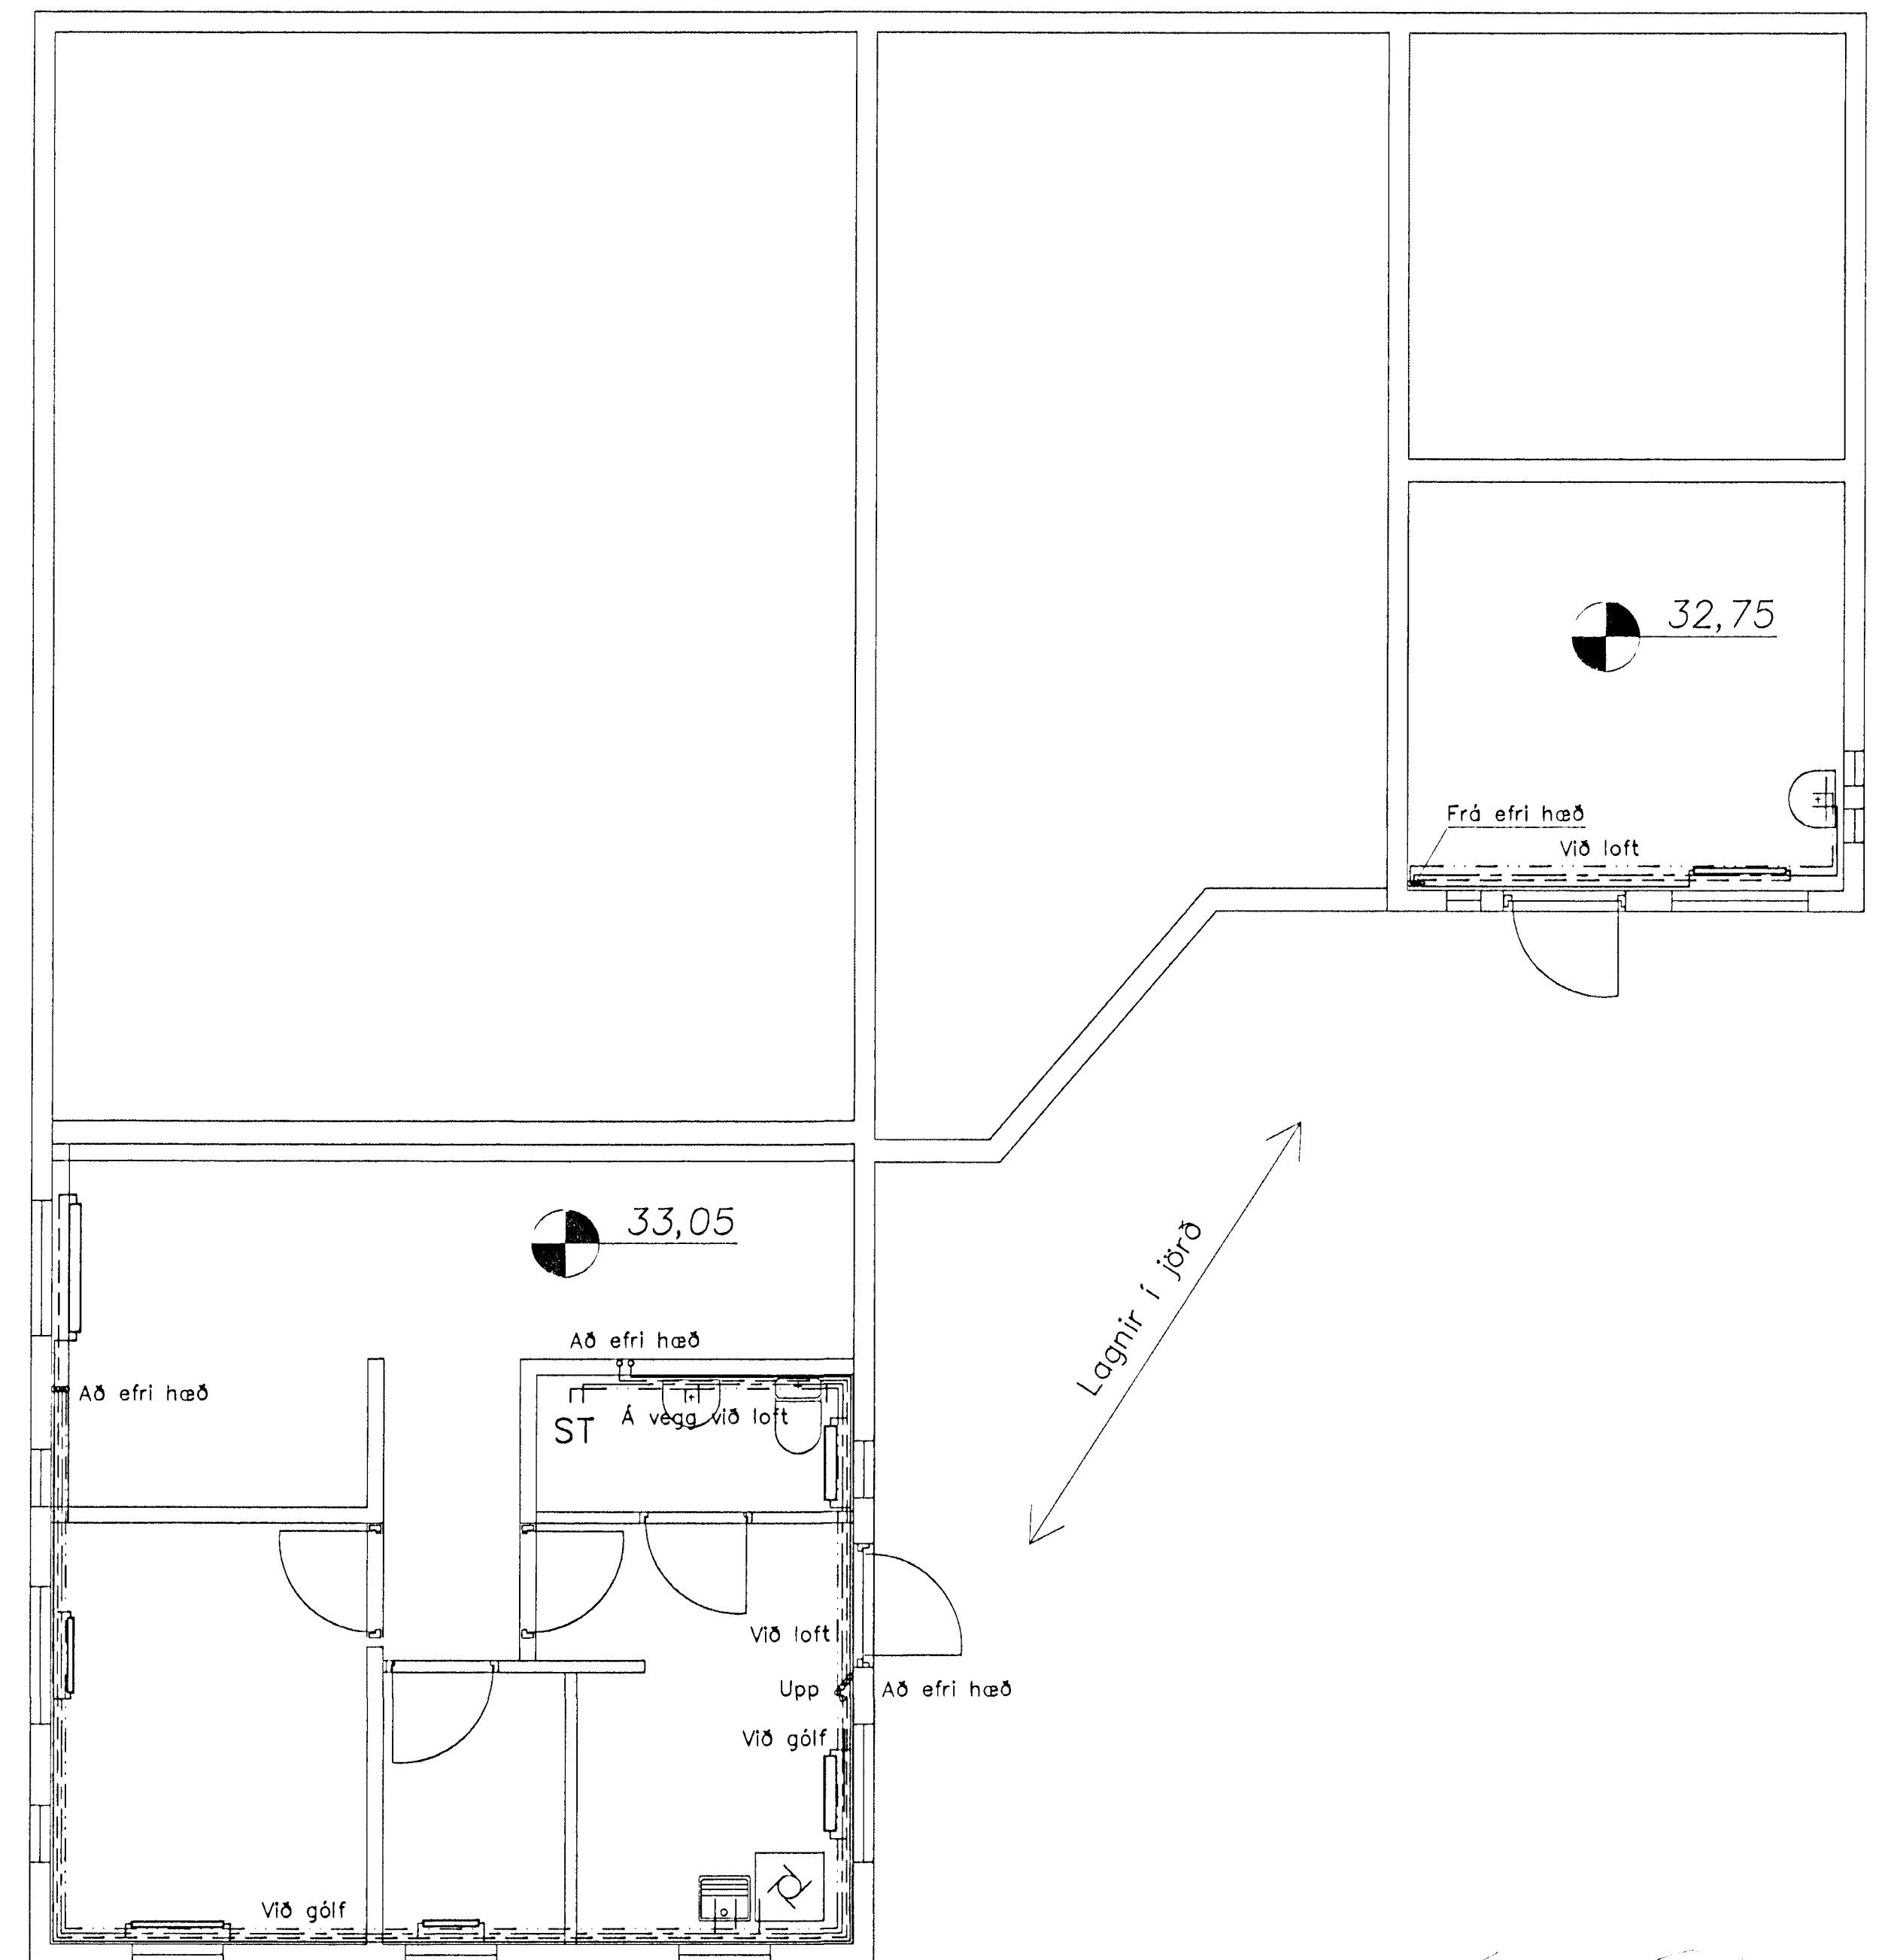 32,75
Frá efri hæð
Við loft
33,05
Lagnir í jörð
Að efri hæð
Að efri hæð
ST
Á vegg við loft
Við loft
Upp
Að efri hæð
Við gólf
Við gólf